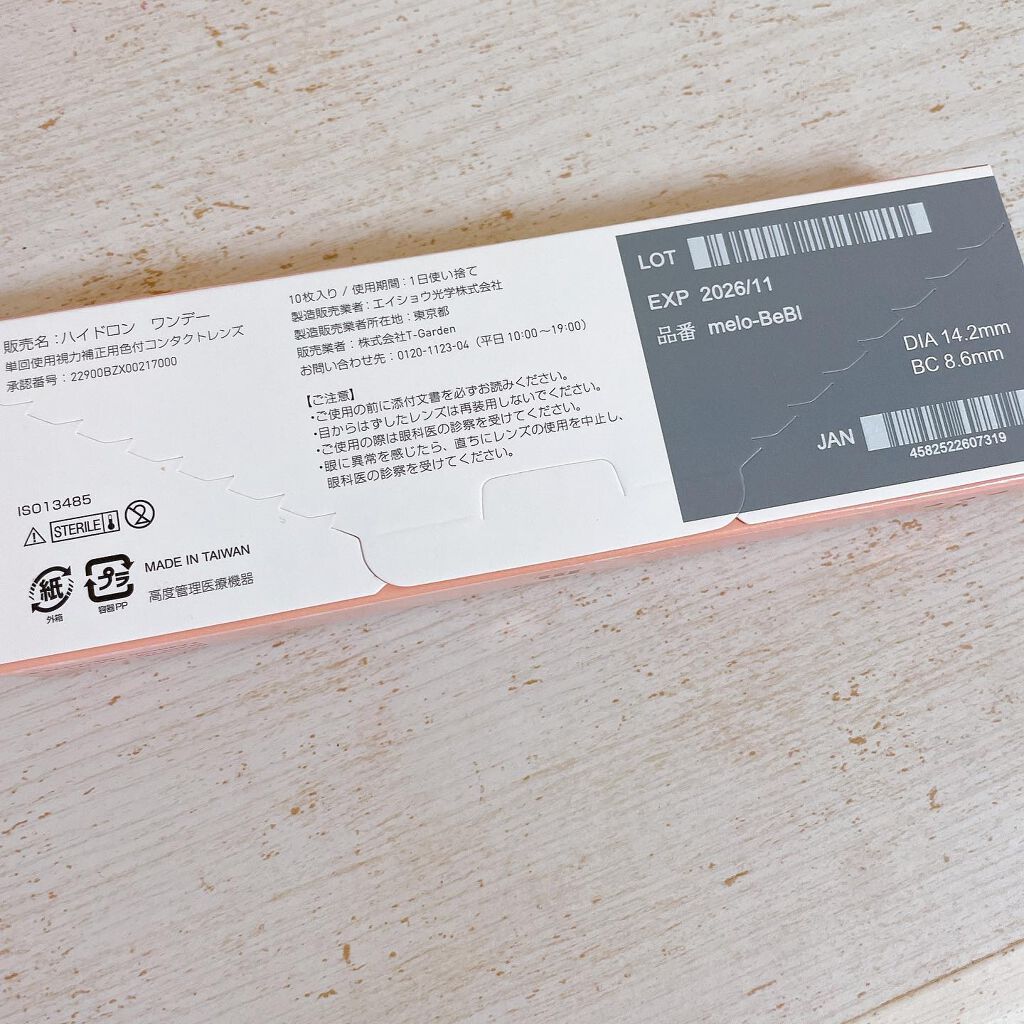 販売名:ハイドロン ワンデー
単回使用視力補正用色付コンタクトレンズ
承認番号:22900BZX00217000
ISO13485
STERILE
紙
外箱
プラ
容器PP
MADE IN TAIWAN
高度管理医療機器
10枚入り / 使用期間:1日使い捨て
製造販売業者:エイショウ光学株式会社
製造販売業者所在地:東京都
販売業者:株式会社T-Garden
お問い合わせ先:0120-1123-04(平日 10:00~19:00)
【ご注意】
・ご使用の前に添付文書を必ずお読みください。
・目からはずしたレンズは再装用しないでください。
・ご使用の際は眼科医の診察を受けてください。
・眼に異常を感じたら、直ちにレンズの使用を中止し、
眼科医の診察を受けてください。
LOT
EXP 2026/11
品番 melo-BeBI
DIA 14.2mm
BC 8.6mm
JAN
4582522607319